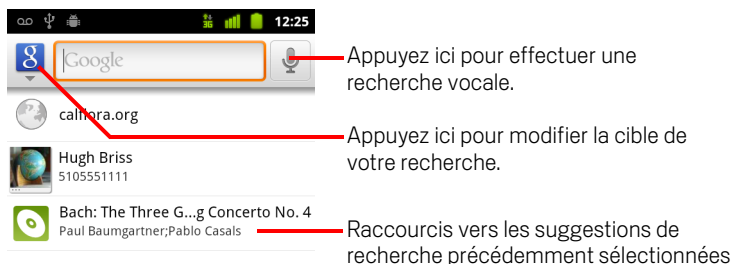 3G 12:25
g Google
Appuyez ici pour effectuer une
recherche vocale.
calflora.org
Appuyez ici pour modifier la cible de
votre recherche.
Hugh Briss
5105551111
Bach: The Three G...g Concerto No. 4
Paul Baumgartner;Pablo Casals
Raccourcis vers les suggestions de
recherche précédemment sélectionnées